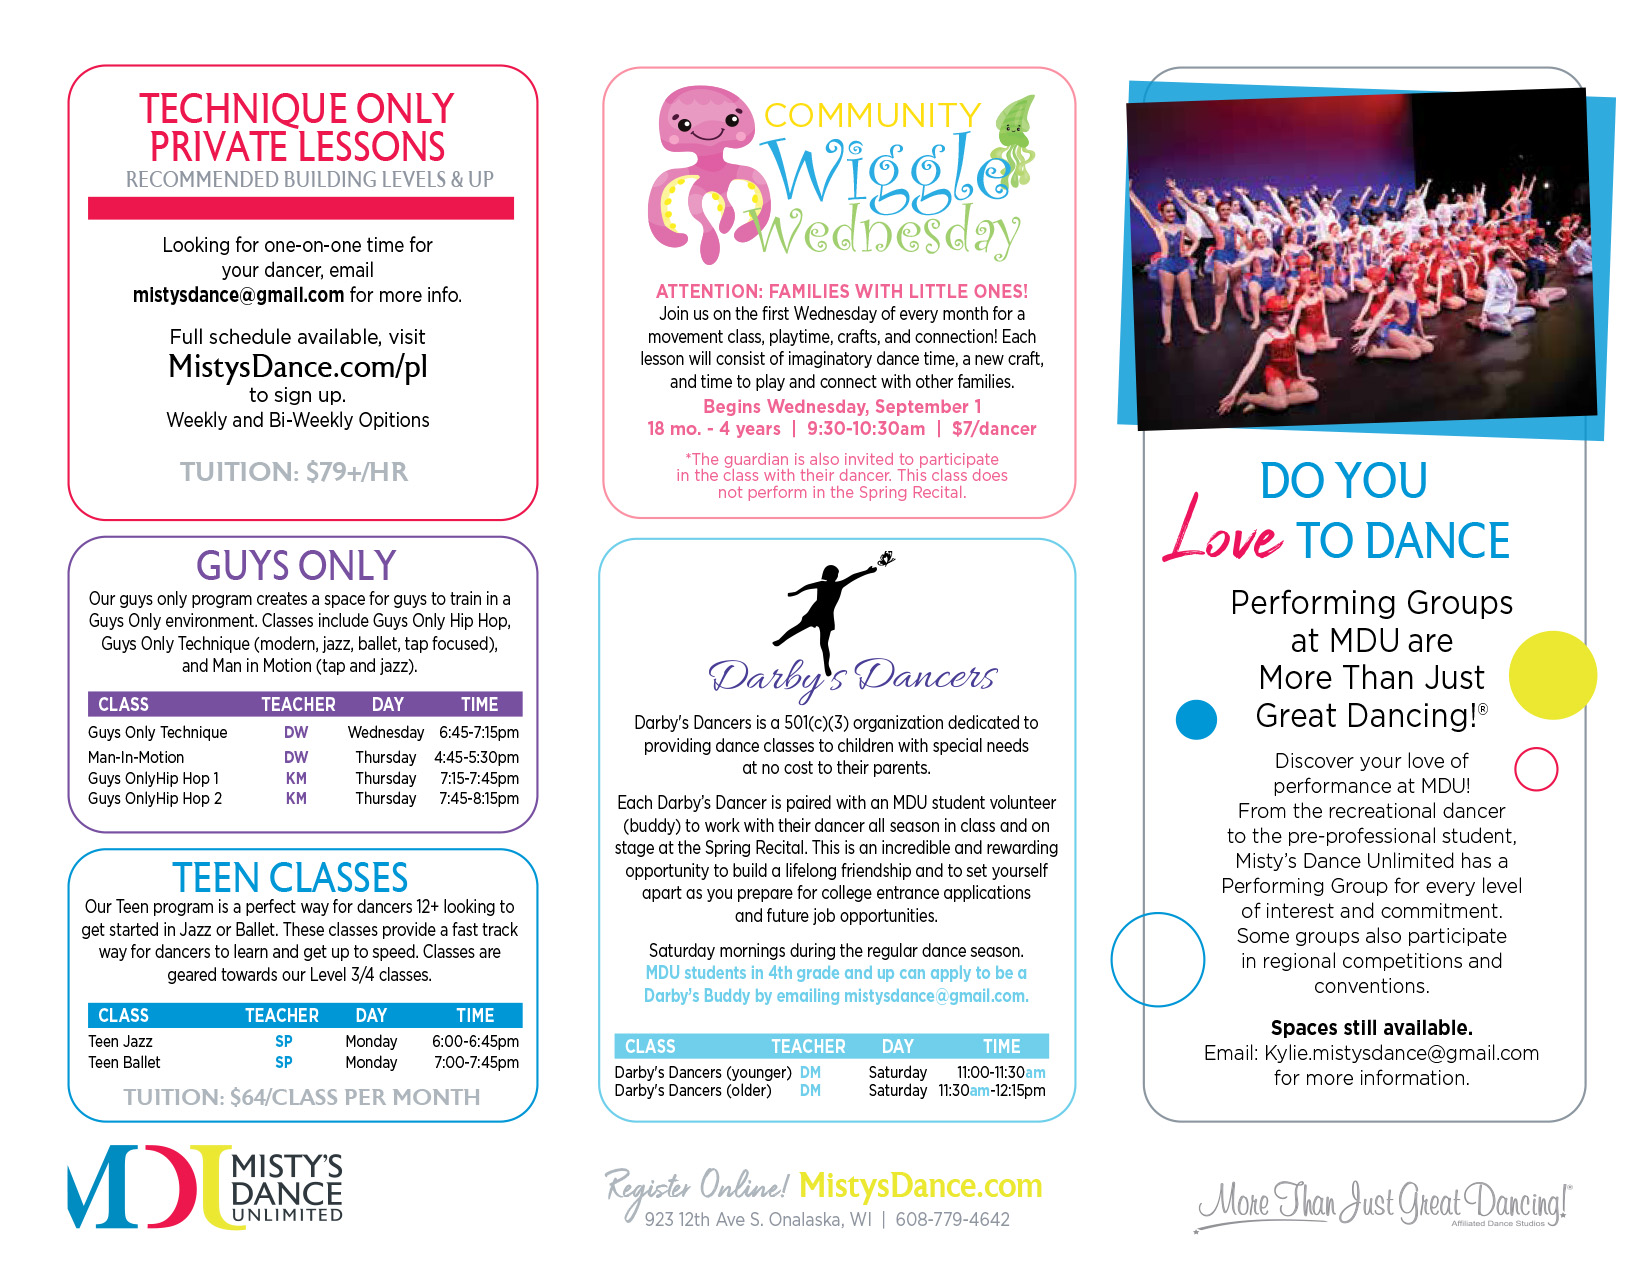 TECHNIQUE ONLY
PRIVATE LESSONS
RECOMMENDED BUILDING LEVELS & UP
Looking for one-on-one time for
your dancer, email
mistysdance@gmail.com for more info.
Full schedule available, visit
MistysDance.com/pl
to sign up.
Weekly and Bi-Weekly Opitions
TUITION: $79+/HR
GUYS ONLY
Our guys only program creates a space for guys to train in a
Guys Only environment. Classes include Guys Only Hip Hop,
Guys Only Technique (modern, jazz, ballet, tap focused),
and Man in Motion (tap and jazz).
CLASS TEACHER DAY TIME
Guys Only Technique DW Wednesday 6:45-7:15pm
Man-In-Motion DW Thursday 4:45-5:30pm
Guys OnlyHip Hop 1 KM Thursday 7:15-7:45pm
Guys OnlyHip Hop 2 KM Thursday 7:45-8:15pm
TEEN CLASSES
Our Teen program is a perfect way for dancers 12+ looking to
get started in Jazz or Ballet. These classes provide a fast track
way for dancers to learn and get up to speed. Classes are
geared towards our Level 3/4 classes.
CLASS TEACHER DAY TIME
Teen Jazz SP Monday 6:00-6:45pm
Teen Ballet SP Monday 7:00-7:45pm
TUITION: $64/CLASS PER MONTH
MDU
MISTY'S
DANCE
UNLIMITED
COMMUNITY
Wiggle
Wednesday
ATTENTION: FAMILIES WITH LITTLE ONES!
Join us on the first Wednesday of every month for a
movement class, playtime, crafts, and connection! Each
lesson will consist of imaginatory dance time, a new craft,
and time to play and connect with other families.
Begins Wednesday, September 1
18 mo. - 4 years | 9:30-10:30am | $7/dancer
*The guardian is also invited to participate
in the class with their dancer. This class does
not perform in the Spring Recital.
Darby's Dancers
Darby's Dancers is a 501(c)(3) organization dedicated to
providing dance classes to children with special needs
at no cost to their parents.
Each Darby's Dancer is paired with an MDU student volunteer
(buddy) to work with their dancer all season in class and on
stage at the Spring Recital. This is an incredible and rewarding
opportunity to build a lifelong friendship and to set yourself
apart as you prepare for college entrance applications
and future job opportunities.
Saturday mornings during the regular dance season.
MDU students in 4th grade and up can apply to be a
Darby's Buddy by emailing mistysdance@gmail.com.
CLASS TEACHER DAY TIME
Darby's Dancers (younger) DM Saturday 11:00-11:30am
Darby's Dancers (older) DM Saturday 11:30am-12:15pm
Register Online! MistysDance.com
923 12th Ave S. Onalaska, WI | 608-779-4642
DO YOU
Love TO DANCE
Performing Groups
at MDU are
More Than Just
Great Dancing!®
Discover your love of
performance at MDU!
From the recreational dancer
to the pre-professional student,
Misty's Dance Unlimited has a
Performing Group for every level
of interest and commitment.
Some groups also participate
in regional competitions and
conventions.
Spaces still available.
Email: Kylie.mistysdance@gmail.com
for more information.
More Than Just Great Dancing!®
Affiliated Dance Studios